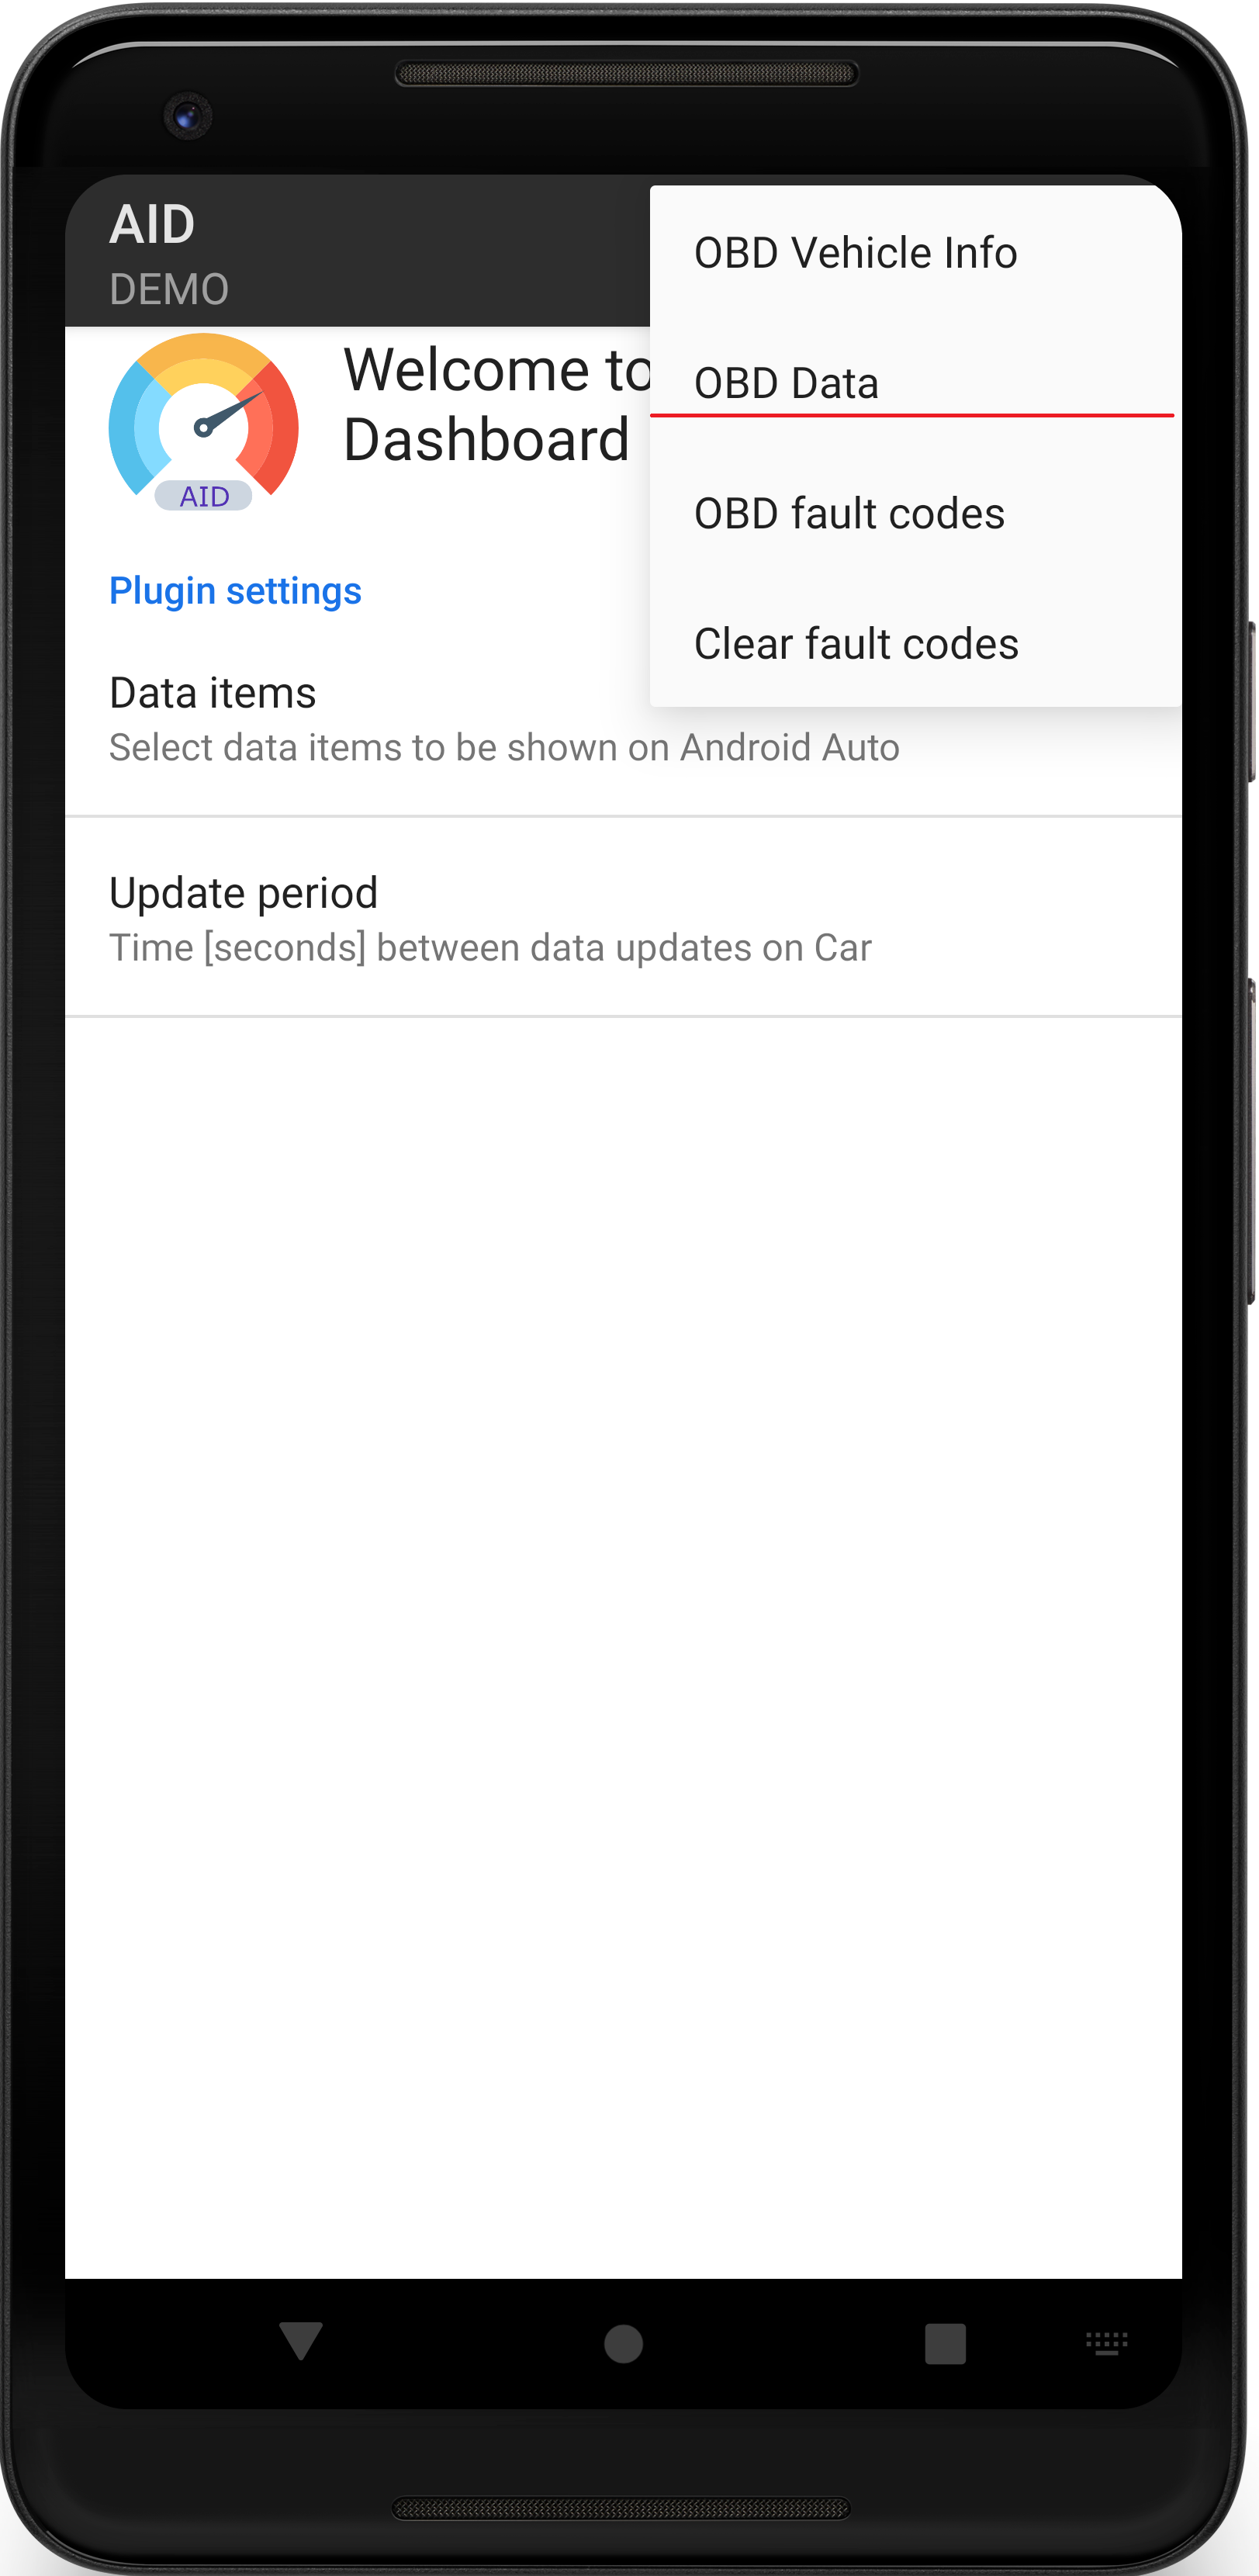 AID
DEMO
OBD Vehicle Info
OBD Data
OBD fault codes
Clear fault codes
Welcome to
Dashboard
AID
Plugin settings
Data items
Select data items to be shown on Android Auto
Update period
Time [seconds] between data updates on Car